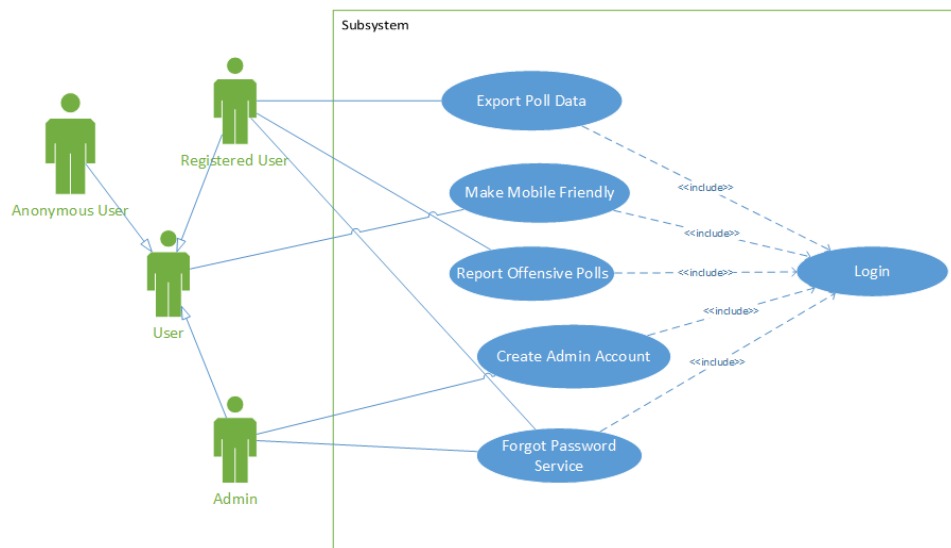 Subsystem
Export Poll Data
Registered User
Anonymous User
<<include>>
Make Mobile Friendly
<<include>>
Report Offensive Polls
<<include>>
Login
User
<<include>>
Create Admin Account
<<include>>
Forgot Password
Service
Admin